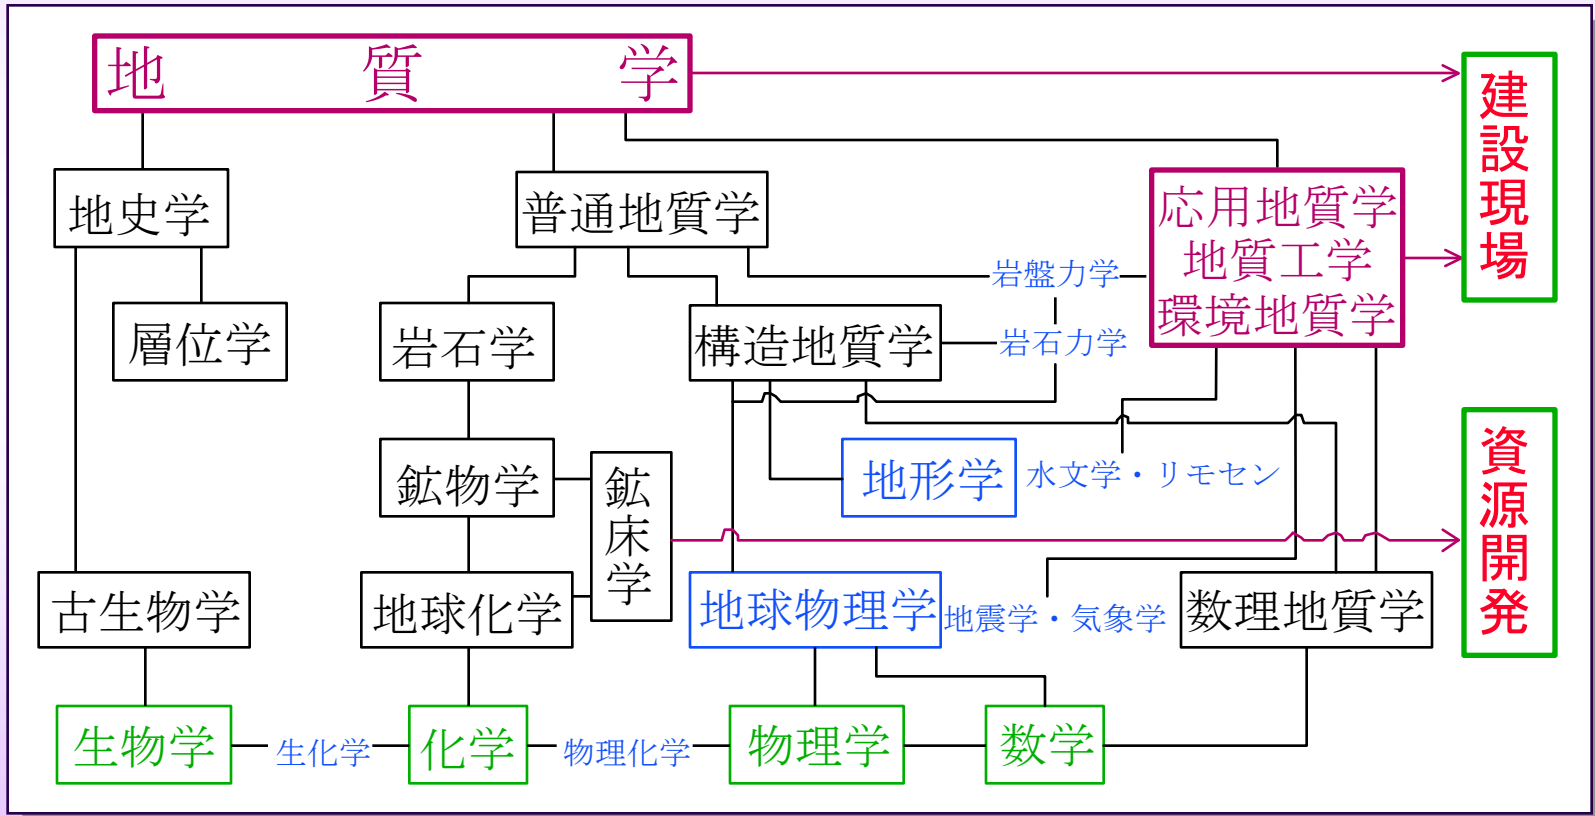 地質学
建設現場
地史学
普通地質学
応用地質学
地質工学
環境地質学
岩盤力学
層位学
岩石学
構造地質学
岩石力学
鉱物学
鉱床学
地形学
水文学・リモセン
資源開発
古生物学
地球化学
地球物理学
地震学・気象学
数理地質学
生物学
生化学
化学
物理化学
物理学
数学